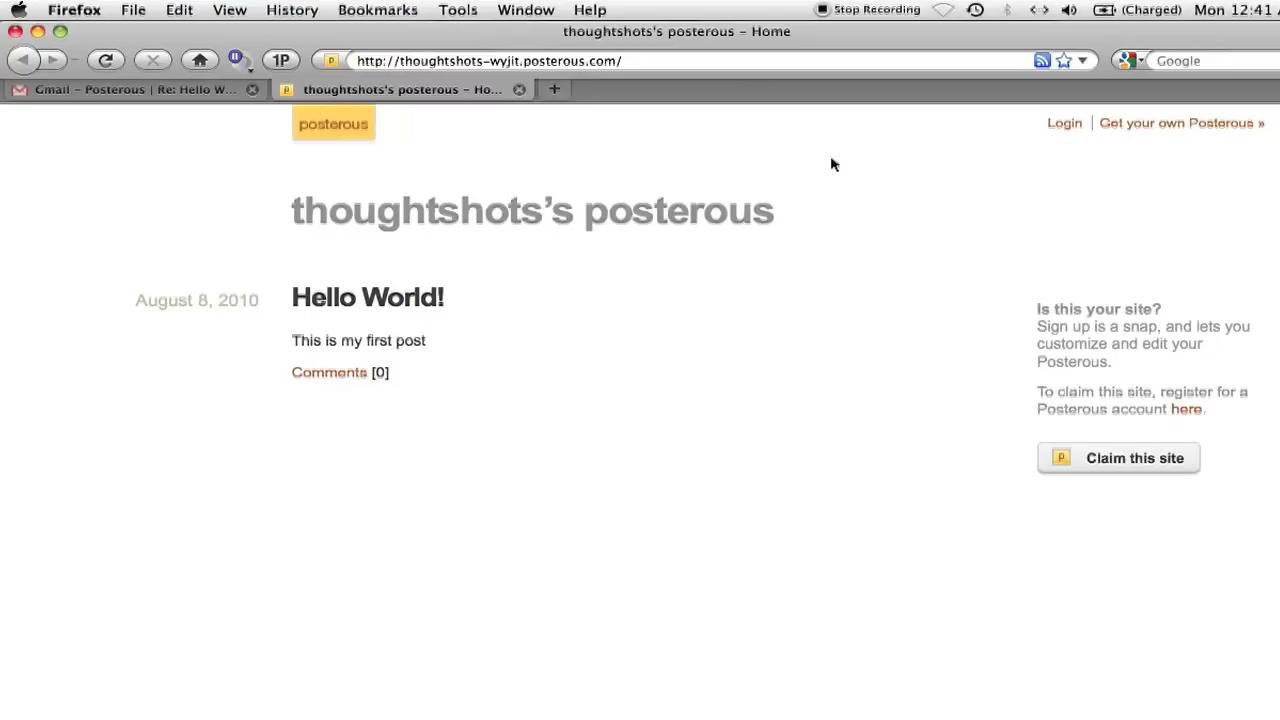 Firefox File Edit View History Bookmarks Tools Window Help Stop Recording (Charged) Mon 12:41
thoughtshots's posterous – Home
1P http://thoughtshots-wyjit.posterous.com/ Google
Gmail – Posterous | Re: Hello W... thoughtshots's posterous – Ho...
posterous
Login | Get your own Posterous »
thoughtshots's posterous
August 8, 2010
Hello World!
This is my first post
Comments [0]
Is this your site?
Sign up is a snap, and lets you
customize and edit your
Posterous.
To claim this site, register for a
Posterous account here.
Claim this site